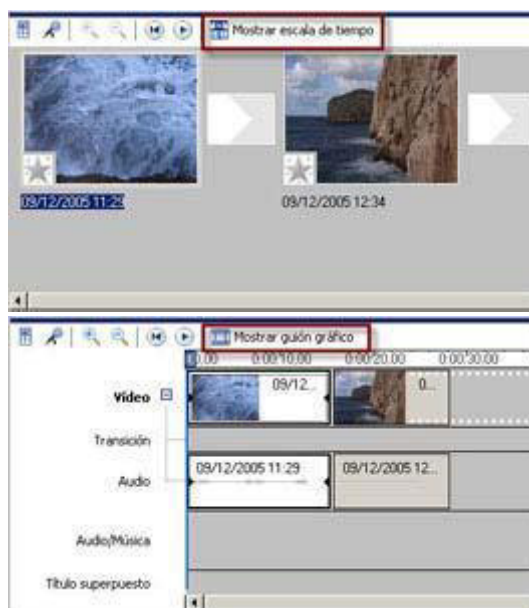 Mostrar escala de tiempo
09/12/2005 11:29
09/12/2005 12:34
Mostrar guión gráfico
0,00 0:00'10,00 0:00'20,00 0:00'30,00
Vídeo
09/12...
0...
Transición
Audio
09/12/2005 11:29
09/12/2005 12...
Audio/Música
Título superpuesto